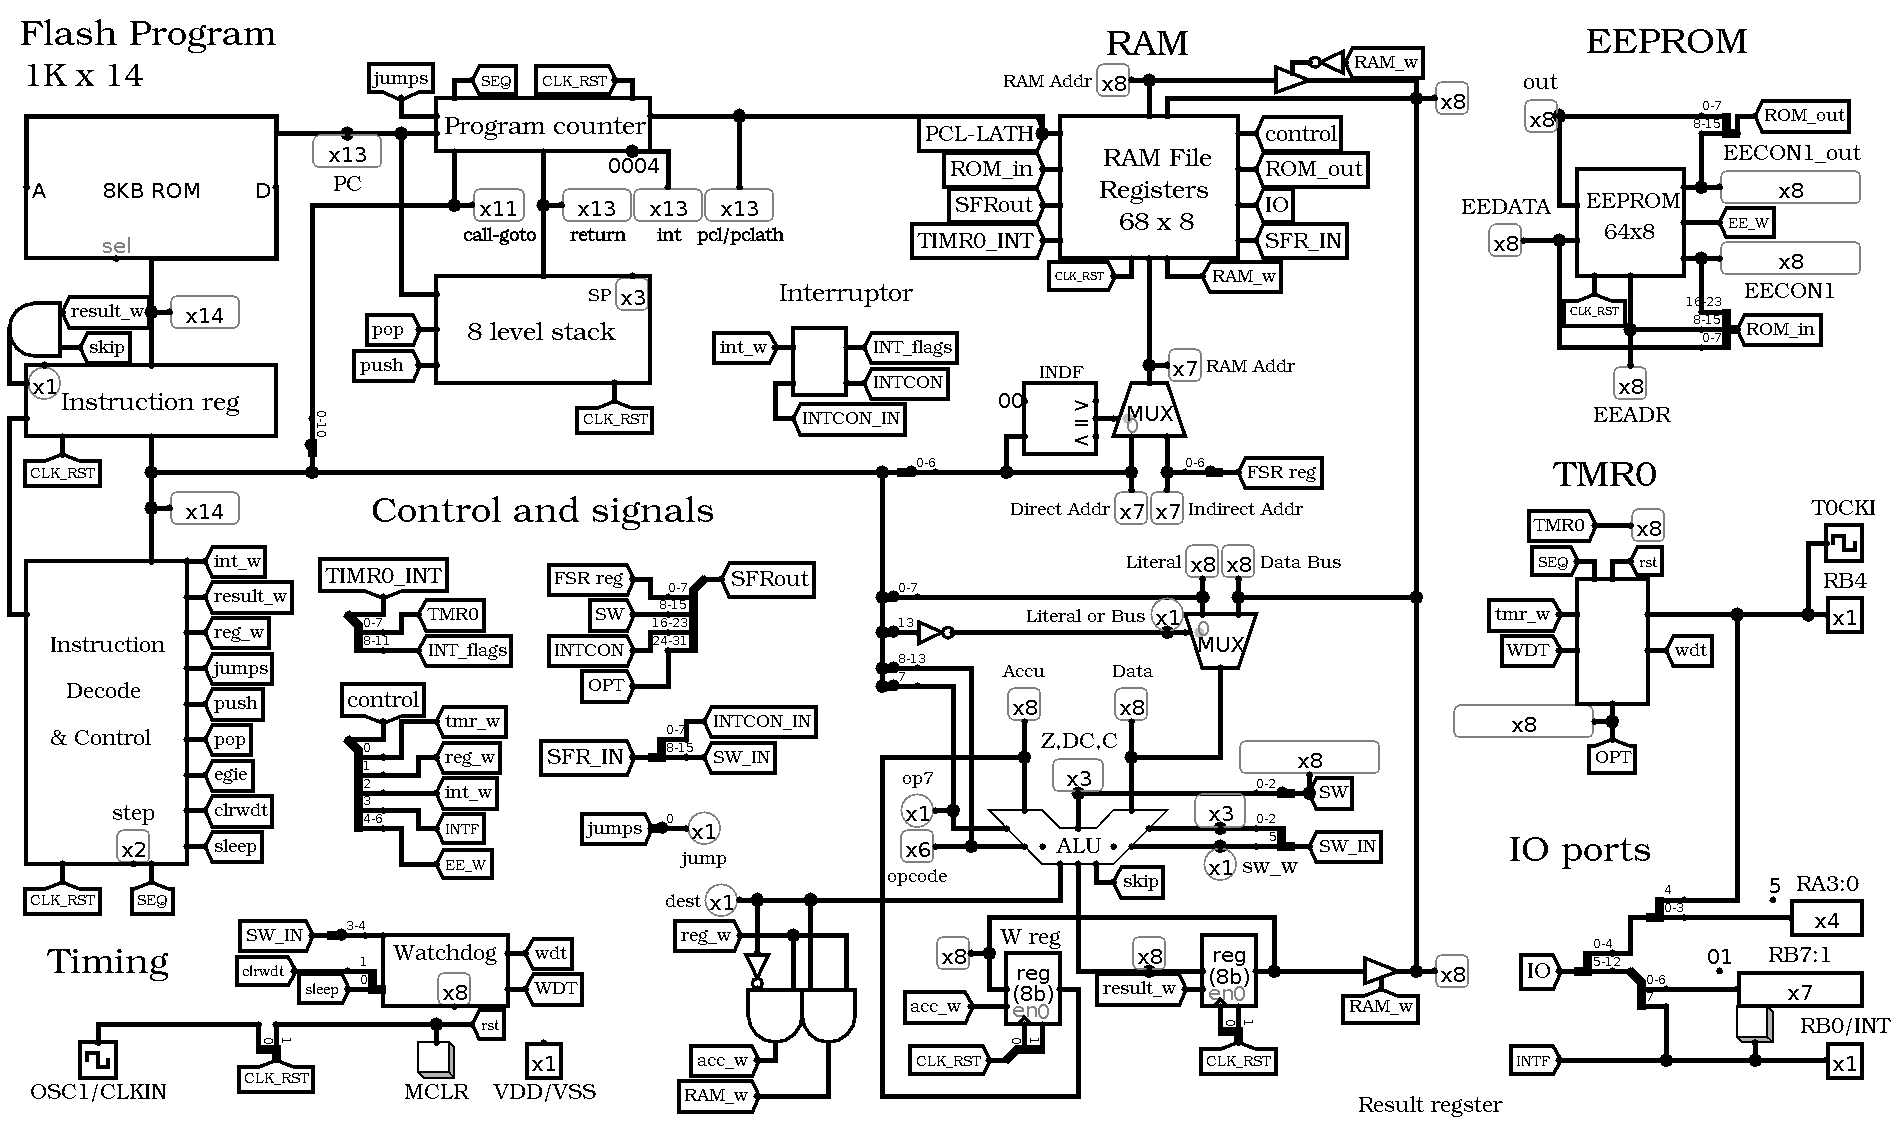 Flash Program
1K x 14
A
8KB ROM
D
sel
result_w
x14
skip
x1
Instruction reg
CLK_RST
x14
jumps
SEQ
CLK_RST
Program counter
0004
x13
PC
x11
call-goto
x13
return
x13
int
x13
pcl/pclath
SP
x3
8 level stack
pop
push
CLK_RST
0-10
Interruptor
int_w
INT_flags
INTCON
INTCON_IN
RAM
RAM Addr
x8
RAM_w
x8
PCL-LATH
ROM_in
SFRout
TIMR0_INT
RAM File
Registers
68 x 8
control
ROM_out
IO
SFR_IN
CLK_RST
RAM_w
x7
RAM Addr
INDF
00
V
=
A
MUX
0
0-6
0-6
FSR reg
Direct Addr
x7
x7
Indirect Addr
EEPROM
out
x8
0-7
8-15
ROM_out
EECON1_out
x8
EEDATA
x8
EEPROM
64x8
EE_W
x8
EECON1
CLK_RST
16-23
8-15
0-7
ROM_in
x8
EEADR
TMR0
TMR0
x8
T0CKI
SEQ
rst
RB4
x1
tmr_w
WDT
wdt
x8
OPT
Instruction
Decode
& Control
step
x2
int_w
result_w
reg_w
jumps
push
pop
egie
clrwdt
sleep
CLK_RST
SEQ
Control and signals
TIMR0_INT
0-7
8-11
TMR0
INT_flags
control
0
1
2
3
4-6
tmr_w
reg_w
int_w
INTF
EE_W
FSR reg
SW
INTCON
OPT
0-7
8-15
16-23
24-31
SFRout
SFR_IN
0-7
8-15
INTCON_IN
SW_IN
jumps
0
x1
jump
Literal
x8
x8
Data Bus
0-7
13
8-13
7
Literal or Bus
x1
0
MUX
Accu
x8
Data
x8
Z,DC,C
x3
op7
x1
x6
opcode
ALU
x8
0-2
SW
x3
0-2
5
SW_IN
x1
sw_w
skip
dest
x1
reg_w
acc_w
RAM_w
W reg
x8
reg
(8b)
en0
acc_w
CLK_RST
0
1
x8
result_w
reg
(8b)
en0
0
1
CLK_RST
RAM_w
x8
Result regster
Timing
SW_IN
3-4
clrwdt
1
sleep
0
Watchdog
x8
wdt
WDT
rst
OSC1/CLKIN
0
1
CLK_RST
MCLR
x1
VDD/VSS
IO ports
4
0-3
5
RA3:0
x4
IO
0-4
5-12
0-6
7
01
RB7:1
x7
RB0/INT
INTF
x1